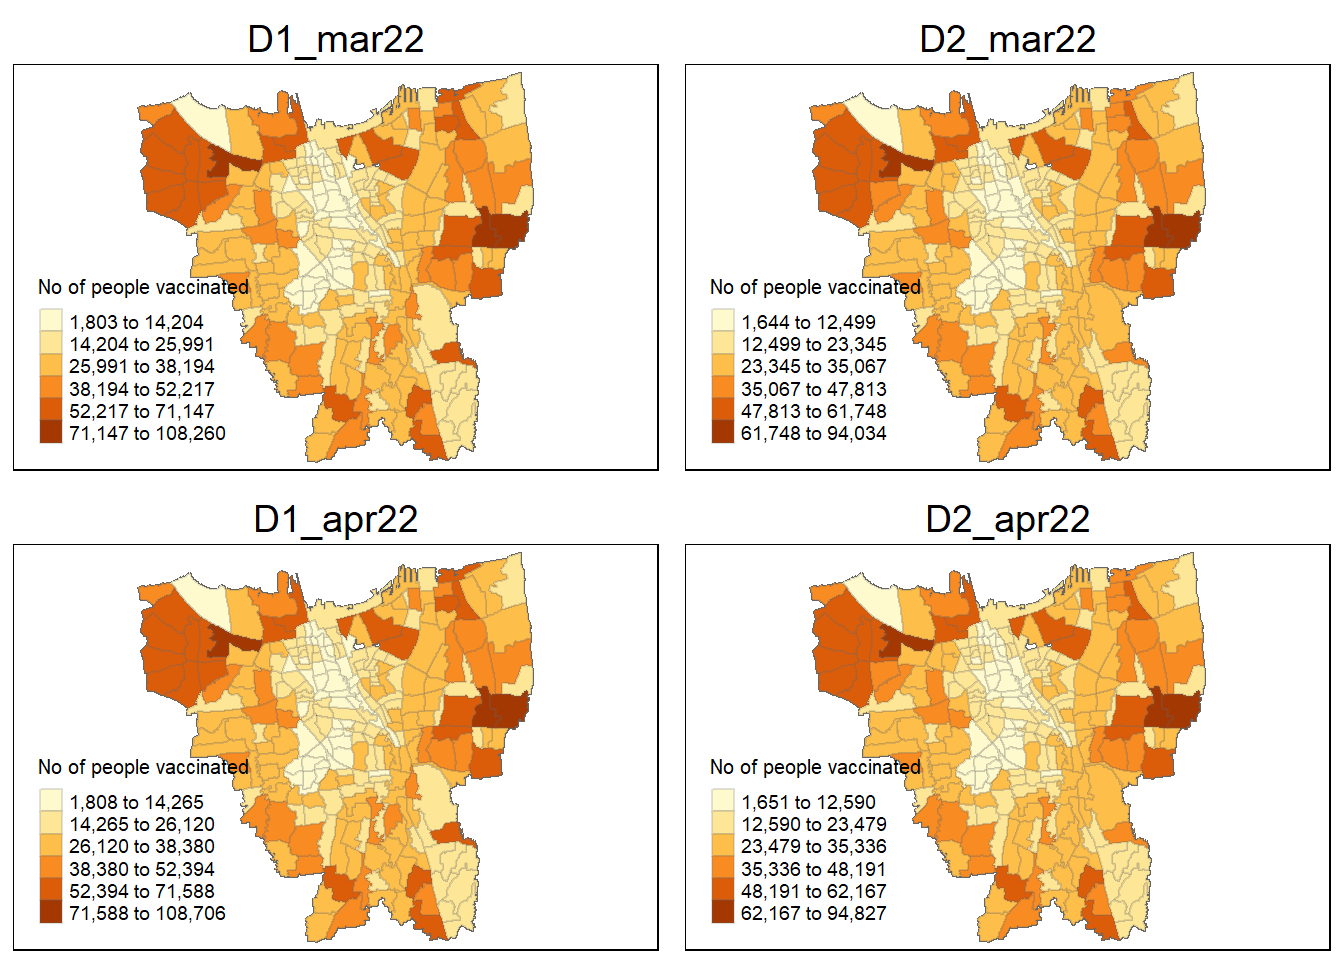 D1_mar22
No of people vaccinated
1,803 to 14,204
14,204 to 25,991
25,991 to 38,194
38,194 to 52,217
52,217 to 71,147
71,147 to 108,260
D2_mar22
No of people vaccinated
1,644 to 12,499
12,499 to 23,345
23,345 to 35,067
35,067 to 47,813
47,813 to 61,748
61,748 to 94,034
D1_apr22
No of people vaccinated
1,808 to 14,265
14,265 to 26,120
26,120 to 38,380
38,380 to 52,394
52,394 to 71,588
71,588 to 108,706
D2_apr22
No of people vaccinated
1,651 to 12,590
12,590 to 23,479
23,479 to 35,336
35,336 to 48,191
48,191 to 62,167
62,167 to 94,827